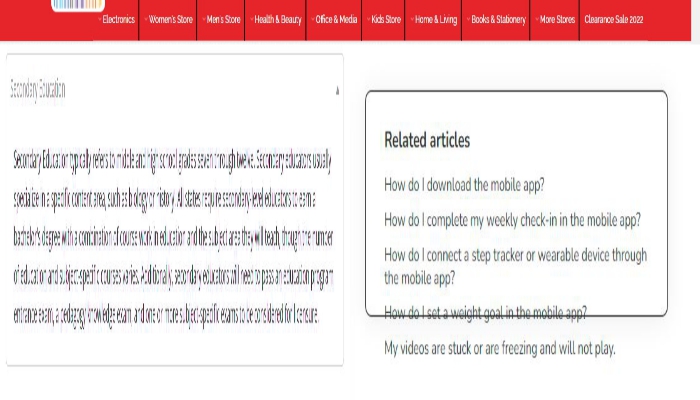 Electronics Women's Store Men's Store Health & Beauty Office & Media Kids Store Home & Living Books & Stationery More Stores Clearance Sale 2022
Secondary Education
Secondary Education typically refers to middle and high school grades seven through twelve. Secondary educators usually
specialize in a specific content area, such as biology or history. All states require secondary-level educators to earn a
bachelor's degree with a combination of course work in education and the subject area they will teach, though the number
of education and subject-specific courses varies. Additionally, secondary educators will need to pass an education program
entrance exam, a pedagogy knowledge exam, and one or more subject-specific exams to be considered for licensure.
Related articles
How do I download the mobile app?
How do I complete my weekly check-in in the mobile app?
How do I connect a step tracker or wearable device through
the mobile app?
How do I set a weight goal in the mobile app?
My videos are stuck or are freezing and will not play.